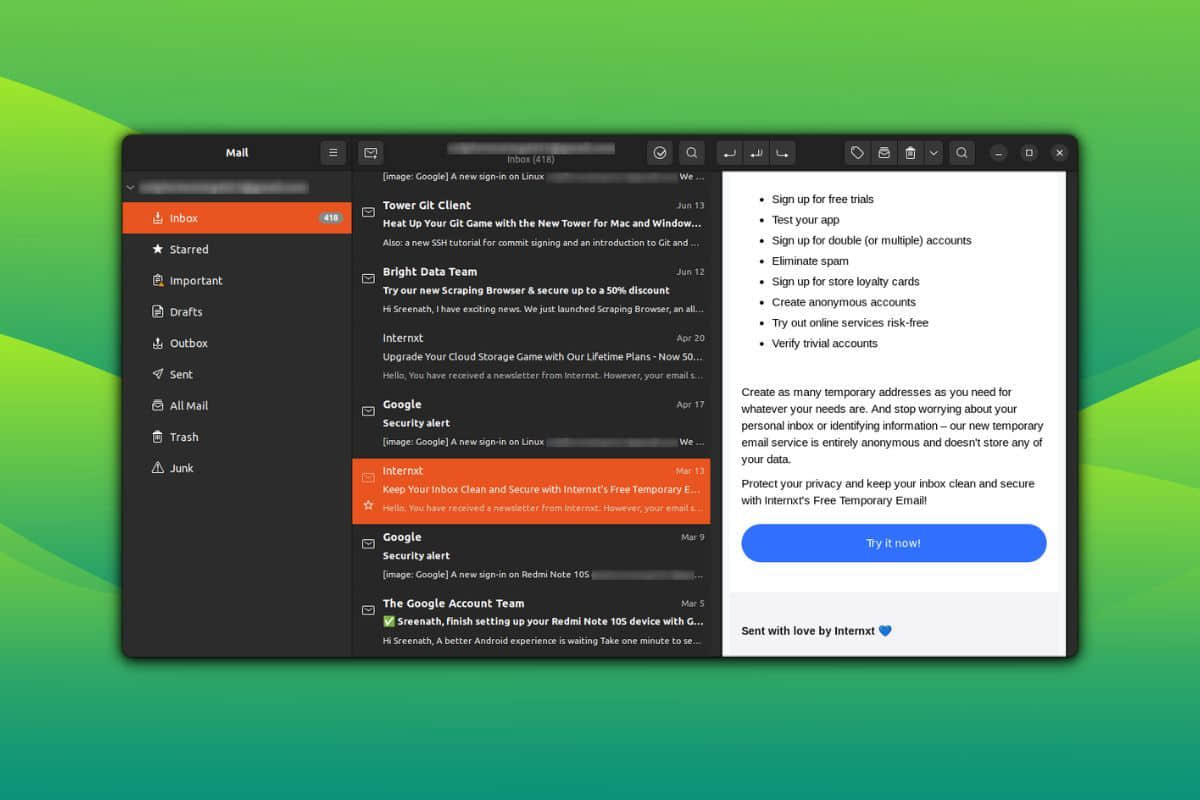 Mail
Inbox (418)
Inbox 418
Starred
Important
Drafts
Outbox
Sent
All Mail
Trash
Junk
[image: Google] A new sign-in on Linux We ...
Tower Git Client Jun 13
Heat Up Your Git Game with the New Tower for Mac and Window...
Also: a new SSH tutorial for commit signing and an introduction to Git and ...
Bright Data Team Jun 12
Try our new Scraping Browser & secure up to a 50% discount
Hi Sreenath, I have exciting news. We just launched Scraping Browser, an all...
Internxt Apr 20
Upgrade Your Cloud Storage Game with Our Lifetime Plans - Now 50...
Hello, You have received a newsletter from Internxt. However, your email s...
Google Apr 17
Security alert
[image: Google] A new sign-in on Linux We ...
Internxt Mar 13
Keep Your Inbox Clean and Secure with Internxt's Free Temporary E...
Hello, You have received a newsletter from Internxt. However, your email s...
Google Mar 9
Security alert
[image: Google] A new sign-in on Redmi Note 10S ...
The Google Account Team Mar 5
✅ Sreenath, finish setting up your Redmi Note 10S device with G...
Hi Sreenath, A better Android experience is waiting Take one minute to se...
• Sign up for free trials
• Test your app
• Sign up for double (or multiple) accounts
• Eliminate spam
• Sign up for store loyalty cards
• Create anonymous accounts
• Try out online services risk-free
• Verify trivial accounts
Create as many temporary addresses as you need for
whatever your needs are. And stop worrying about your
personal inbox or identifying information – our new temporary
email service is entirely anonymous and doesn't store any of
your data.
Protect your privacy and keep your inbox clean and secure
with Internxt's Free Temporary Email!
Try it now!
Sent with love by Internxt 💙